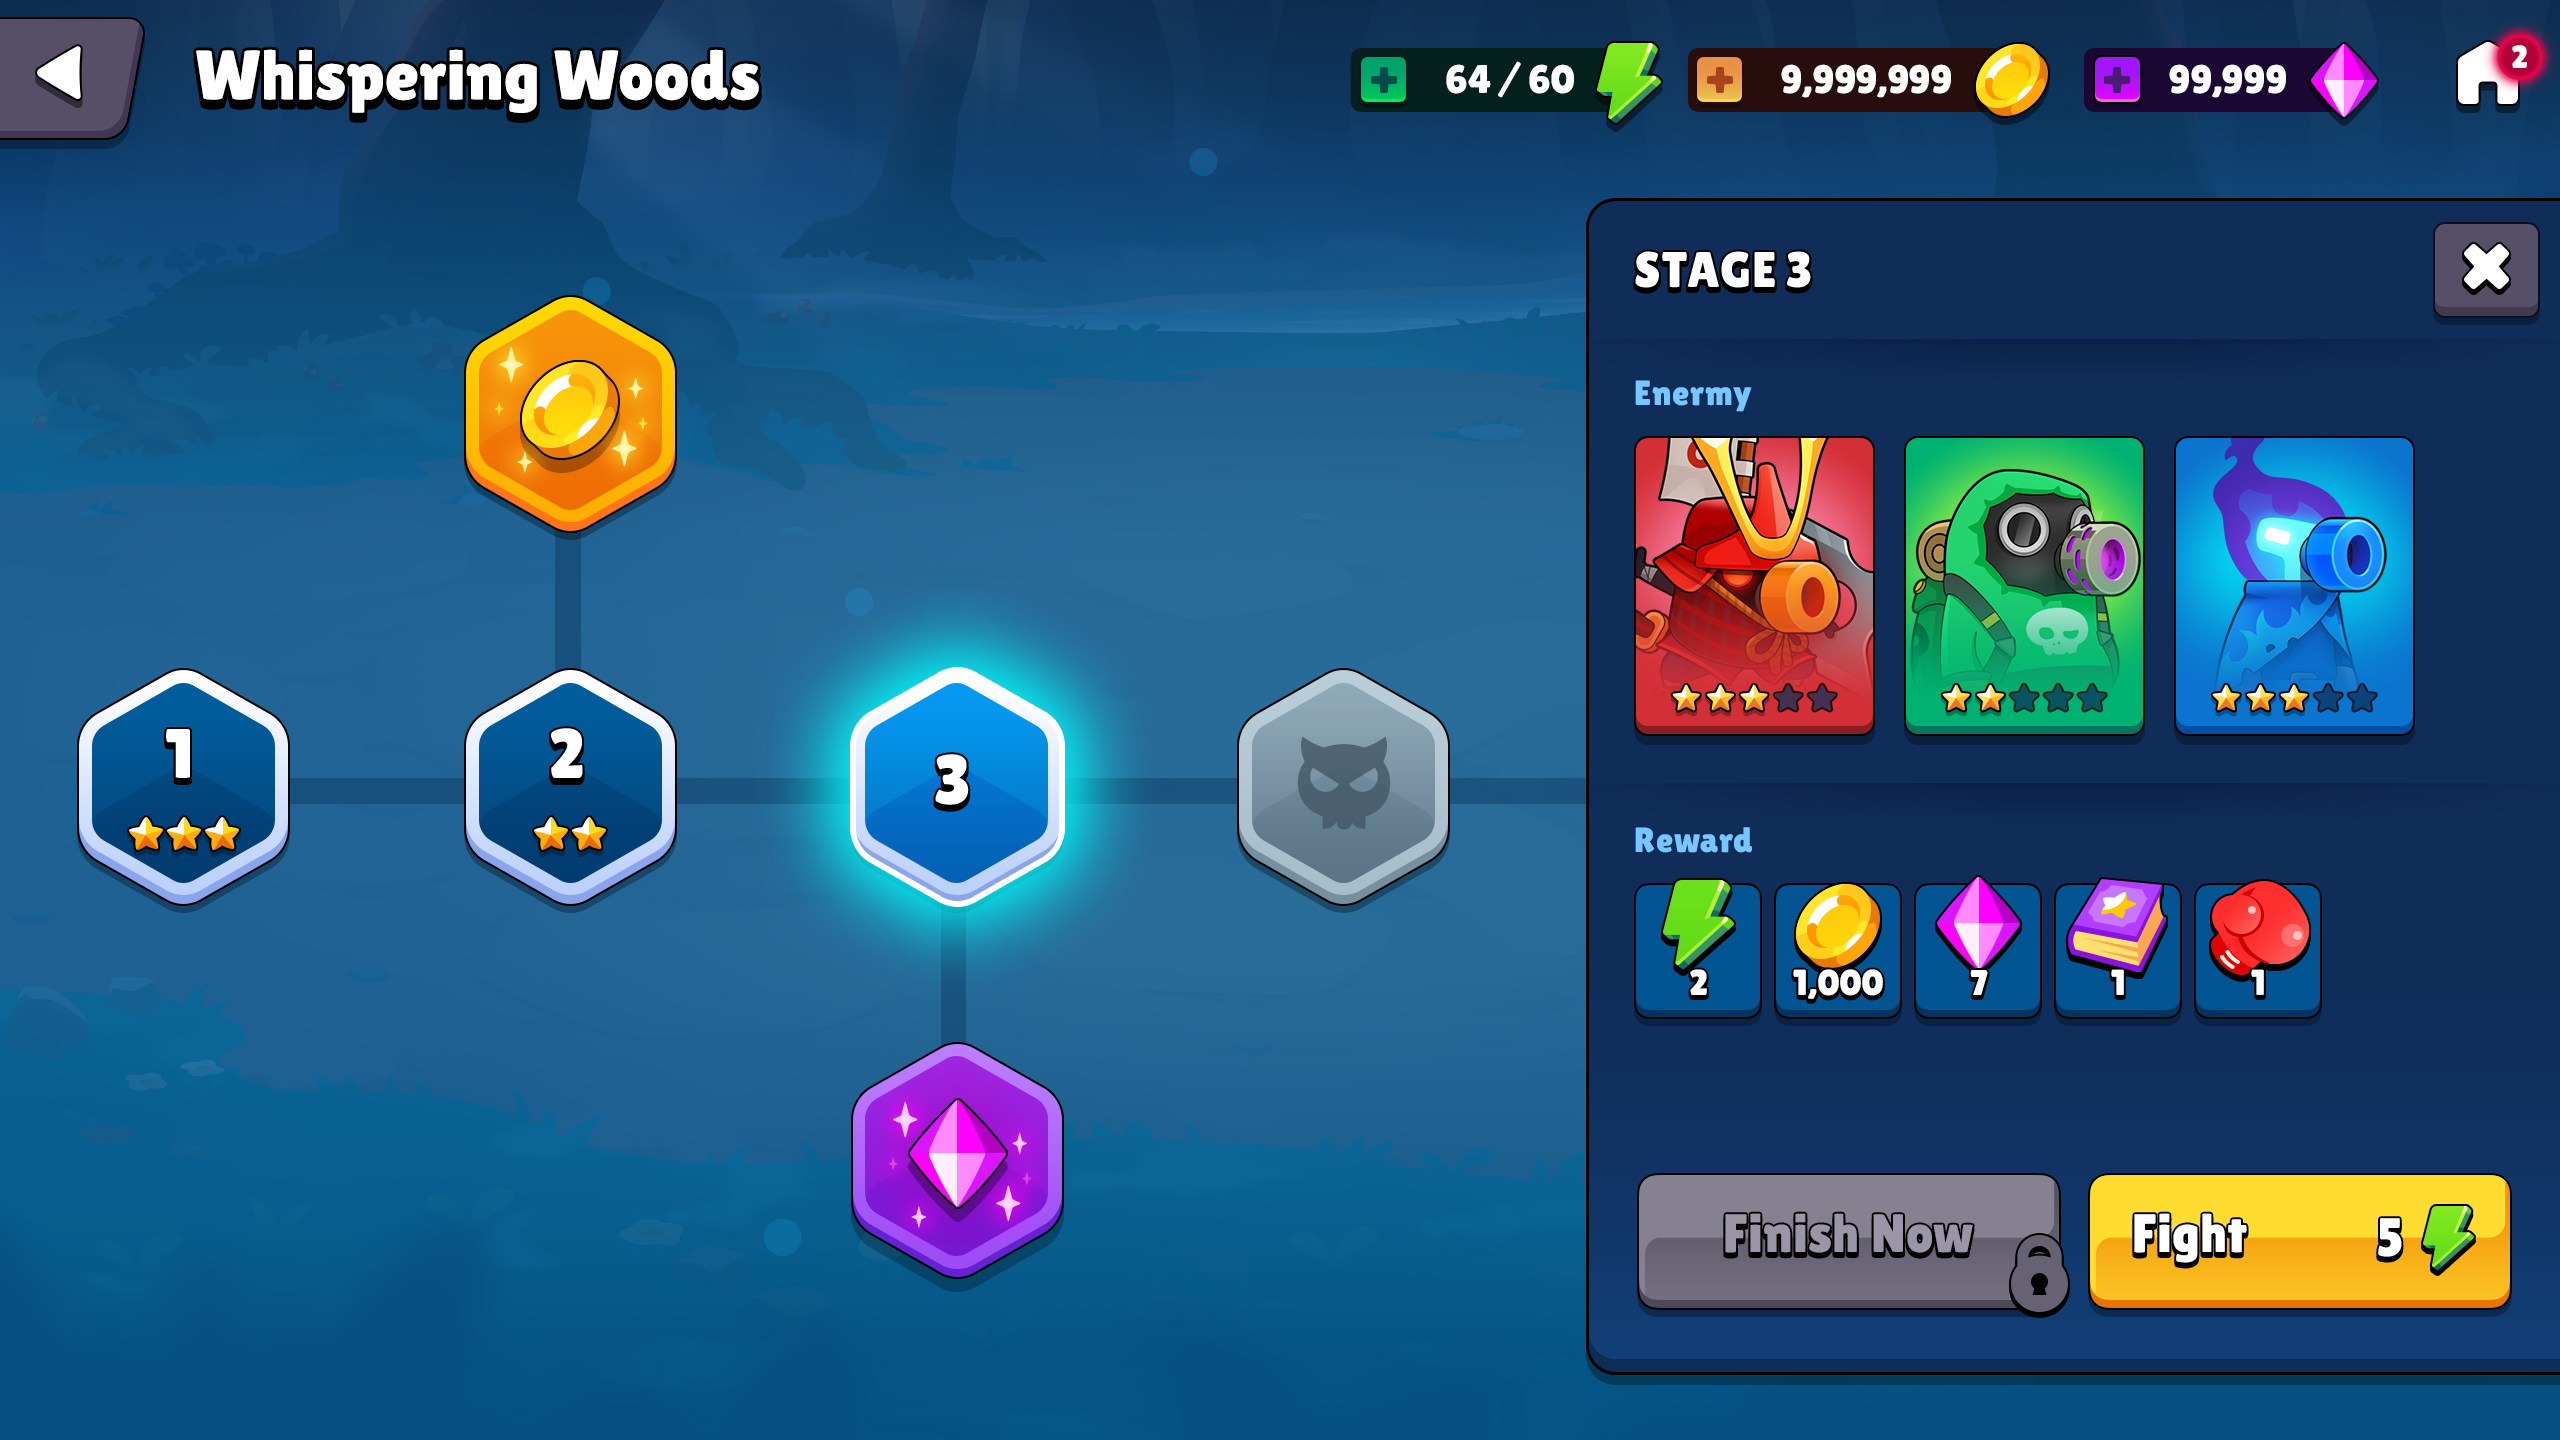 Whispering Woods
64 / 60
9,999,999
99,999
2
STAGE 3
Enermy
1
2
3
Reward
2
1,000
7
1
1
Finish Now
Fight
5